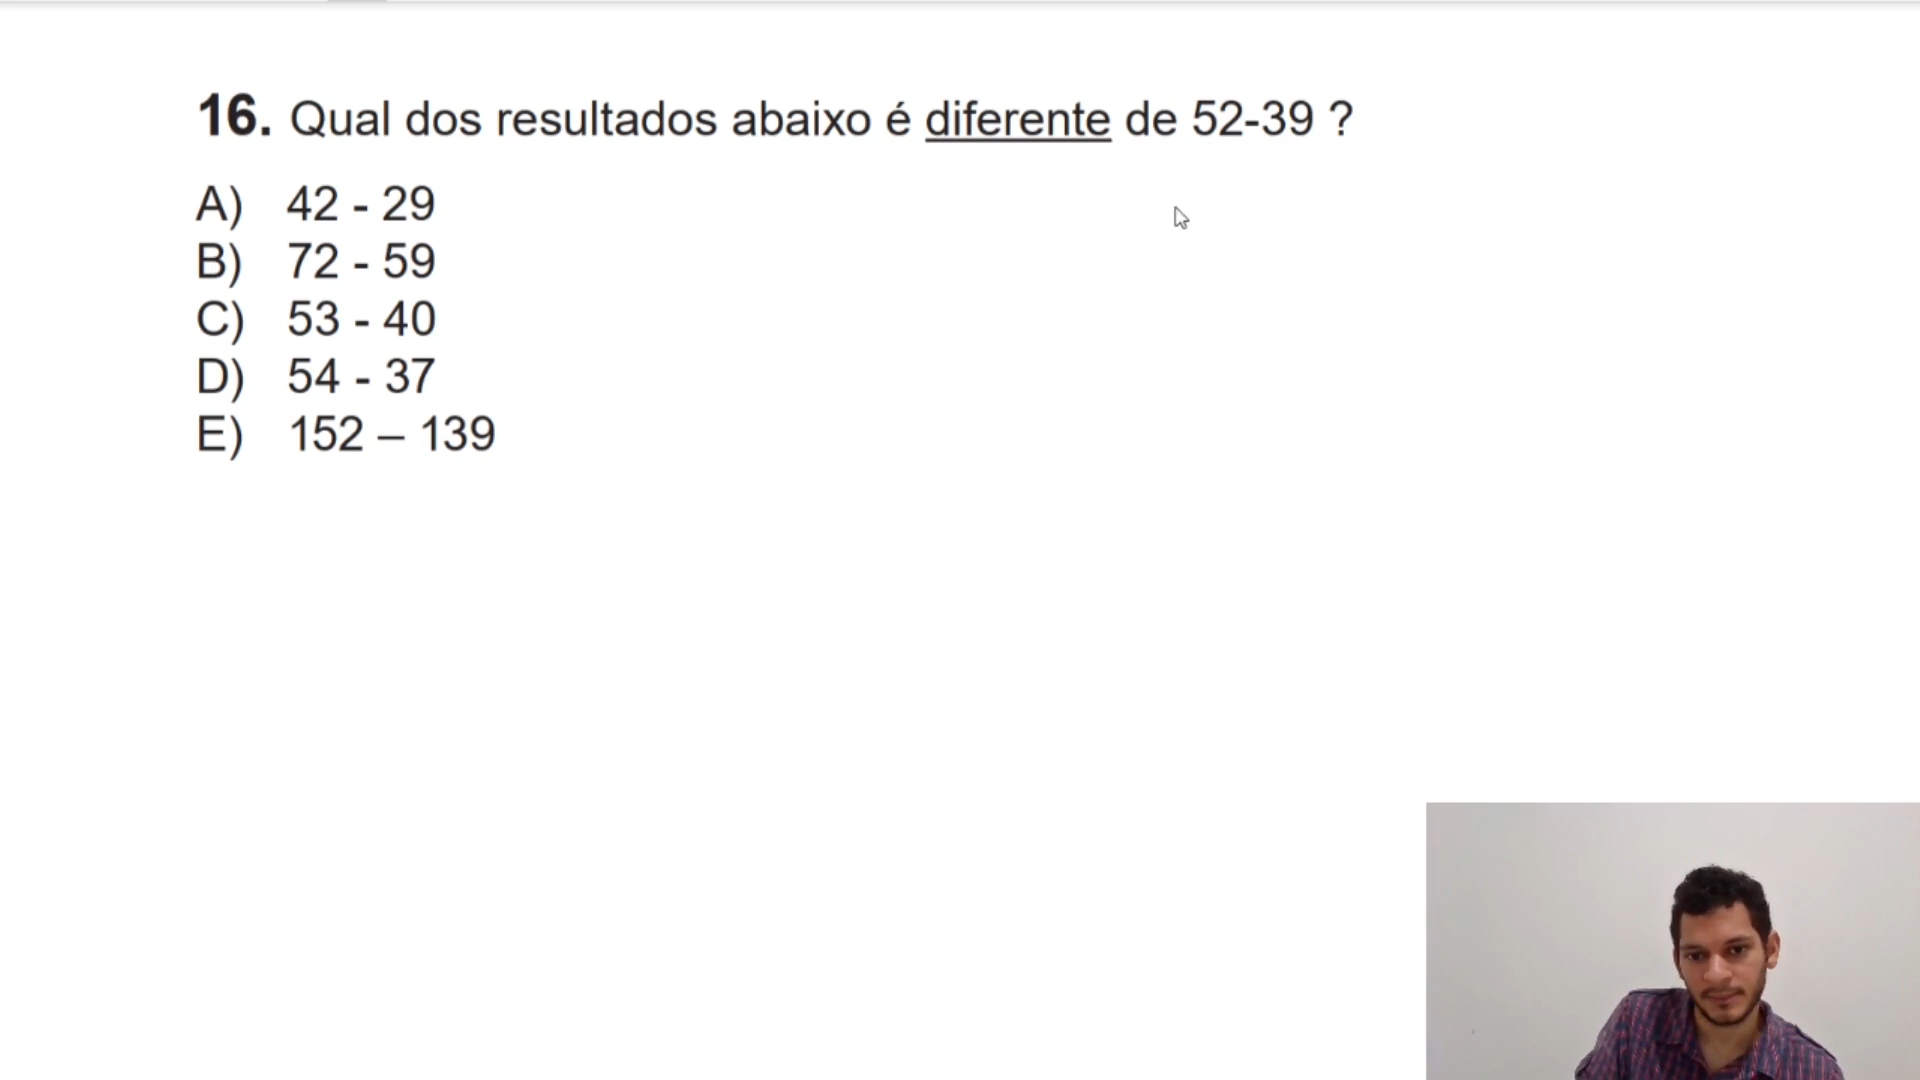 16. Qual dos resultados abaixo é diferente de 52-39 ?
A) 42 - 29
B) 72 - 59
C) 53 - 40
D) 54 - 37
E) 152 – 139